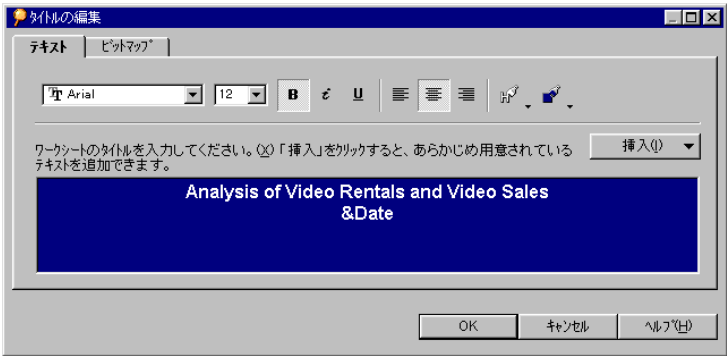 ﾀｲﾄﾙの編集
テキスト
ﾋﾞｯﾄﾏｯﾌﾟ
Arial
12
B
i
U
ﾜｰｸｼｰﾄのﾀｲﾄﾙを入力してください。(X)「挿入」をｸﾘｯｸすると、あらかじめ用意されている
ﾃｷｽﾄを追加できます。
挿入(I)
Analysis of Video Rentals and Video Sales
&Date
OK
ｷｬﾝｾﾙ
ﾍﾙﾌﾟ(H)